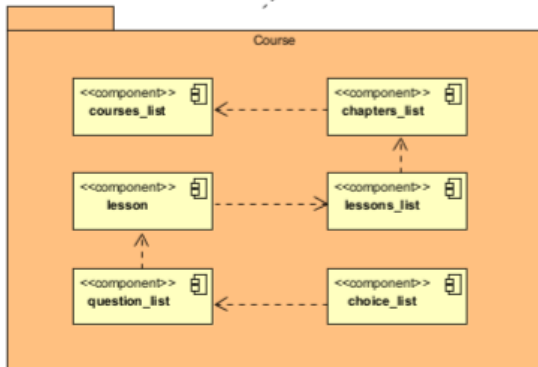 Course
<<component>>
courses_list
<<component>>
chapters_list
<<component>>
lesson
<<component>>
lessons_list
<<component>>
question_list
<<component>>
choice_list